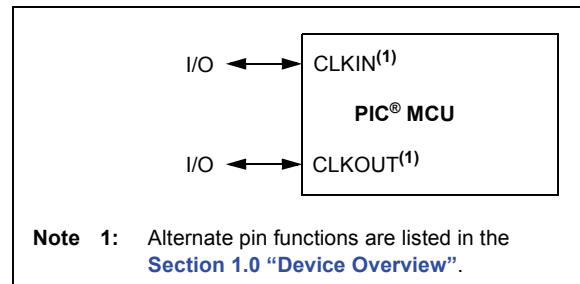 I/O CLKIN(1)
PIC® MCU
I/O CLKOUT(1)
Note 1: Alternate pin functions are listed in the
Section 1.0 “Device Overview”.